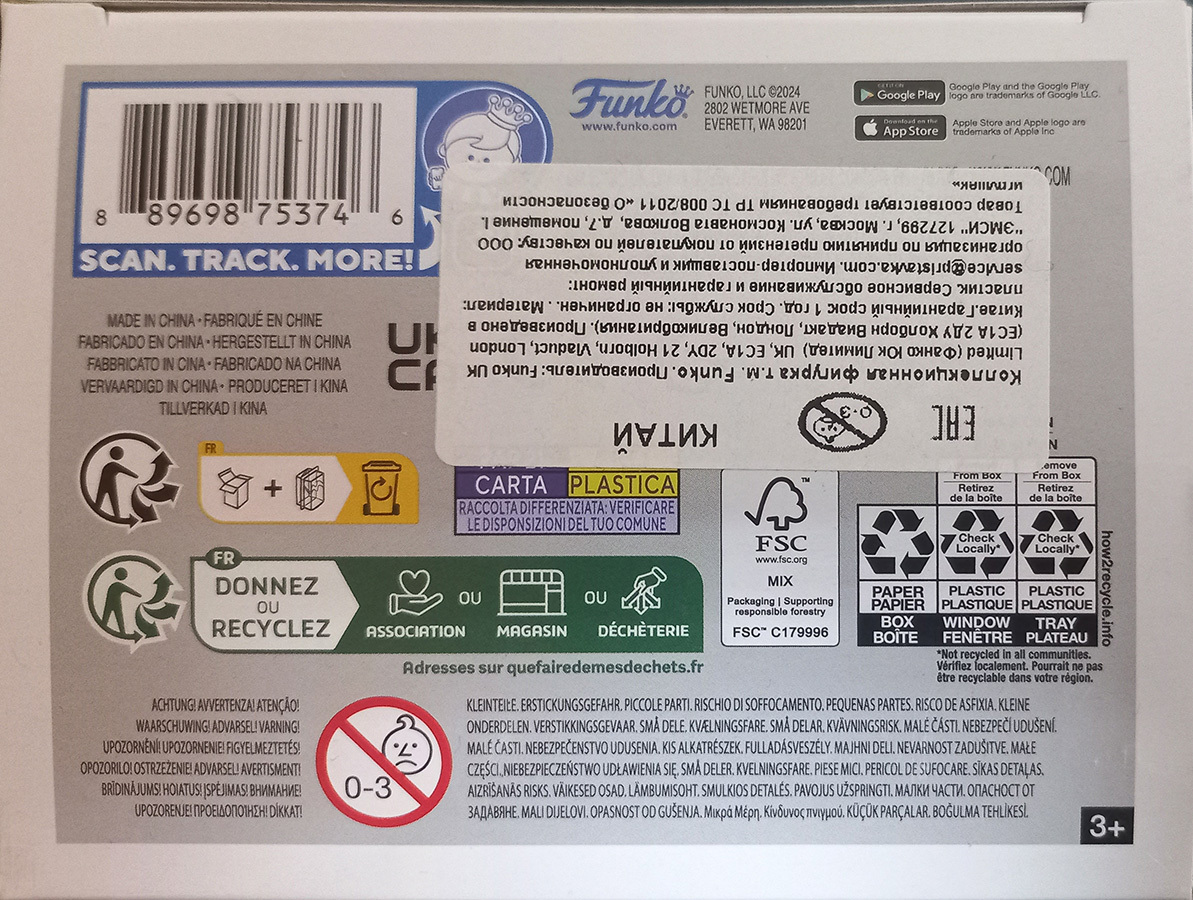 8 89698 75374 6
SCAN. TRACK. MORE!
Funko
www.funko.com
FUNKO, LLC ©2024
2802 WETMORE AVE
EVERETT, WA 98201
GET IT ON
Google Play
Google Play and the Google Play
logo are trademarks of Google LLC.
Download on the
App Store
Apple Store and Apple logo are
trademarks of Apple Inc
.COM
MADE IN CHINA • FABRIQUÉ EN CHINE
FABRICADO EN CHINA • HERGESTELLT IN CHINA
FABBRICATO IN CINA • FABRICADO NA CHINA
VERVAARDIGD IN CHINA • PRODUCERET I KINA
TILLVERKAD I KINA
UK
CA
EAC
0-3
КИТАЙ
Коллекционная фигурка т.м. Funko. Производитель: Funko UK
Limited (Фанко Юк Лимитед) UK, EC1A, 2DY, 21 Holborn, Viaduct, London
(EC1A 2ДУ Холборн Виадакт, Лондон, Великобритания). Произведено в
Китае.Гарантийный срок: 1 год. Срок службы: не ограничен. . Материал:
пластик. Сервисное обслуживание и гарантийный ремонт:
service@pristavka.com. Импортер-поставщик и уполномоченная
организация по принятию претензий от покупателей по качеству: ООО
"ЭМСИ" 127299, г. Москва, ул. Космонавта Волкова, д.7, помещение I
Товар соответствует требованиям ТР ТС 008/2011 «О безопасности
игрушек»
FR
CARTA PLASTICA
RACCOLTA DIFFERENZIATA: VERIFICARE
LE DISPONSIZIONI DEL TUO COMUNE
FR
DONNEZ
OU
RECYCLEZ
ASSOCIATION
OU
MAGASIN
OU
DÉCHÈTERIE
Adresses sur quefairedemesdechets.fr
FSC
www.fsc.org
MIX
Packaging | Supporting
responsible forestry
FSC™ C179996
From Box
Retirez
de la boîte
emove
From Box
Retirez
de la boîte
Check
Locally*
Check
Locally*
PAPER
PAPIER
PLASTIC
PLASTIQUE
PLASTIC
PLASTIQUE
BOX
BOÎTE
WINDOW
FENÊTRE
TRAY
PLATEAU
how2recycle.info
*Not recycled in all communities.
Vérifiez localement. Pourrait ne pas
être recyclable dans votre région.
ACHTUNG! AVVERTENZA! ATENÇÃO!
WAARSCHUWING! ADVARSEL! VARNING!
UPOZORNĚNÍ! UPOZORNENIE! FIGYELMEZTETÉS!
OPOZORILO! OSTRZEŻENIE! ADVARSEL! AVERTISMENT!
BRĪDINĀJUMS! HOIATUS! ĮSPĖJIMAS! ВНИМАНИЕ!
UPOZORENJE! ΠΡΟΕΙΔΟΠΟΙΗΣΗ! DİKKAT!
0-3
KLEINTEILE. ERSTICKUNGSGEFAHR. PICCOLE PARTI. RISCHIO DI SOFFOCAMENTO. PEQUENAS PARTES. RISCO DE ASFIXIA. KLEINE
ONDERDELEN. VERSTIKKINGSGEVAAR. SMÅ DELE. KVÆLNINGSFARE. SMÅ DELAR. KVÄVNINGSRISK. MALÉ ČÁSTI. NEBEZPEČÍ UDUŠENÍ.
MALÉ ČASTI. NEBEZPEČENSTVO UDUSENIA. KIS ALKATRÉSZEK. FULLADÁSVESZÉLY. MAJHNI DELI. NEVARNOST ZADUŠITVE. MAŁE
CZĘŚCI. NIEBEZPIECZEŃSTWO UDŁAWIENIA SIĘ. SMÅ DELER. KVELNINGSFARE. PIESE MICI. PERICOL DE SUFOCARE. SĪKAS DETAĻAS.
AIZRĪŠANĀS RISKS. VÄIKESED OSAD. LÄMBUMISOHT. SMULKIOS DETALĖS. PAVOJUS UŽSPRINGTI. МАЛКИ ЧАСТИ. ОПАСНОСТ ОТ
ЗАДАВЯНЕ. MALI DIJELOVI. OPASNOST OD GUŠENJA. Μικρά Μέρη. Κίνδυνος πνιγμού. KÜÇÜK PARÇALAR. BOĞULMA TEHLİKESİ.
3+